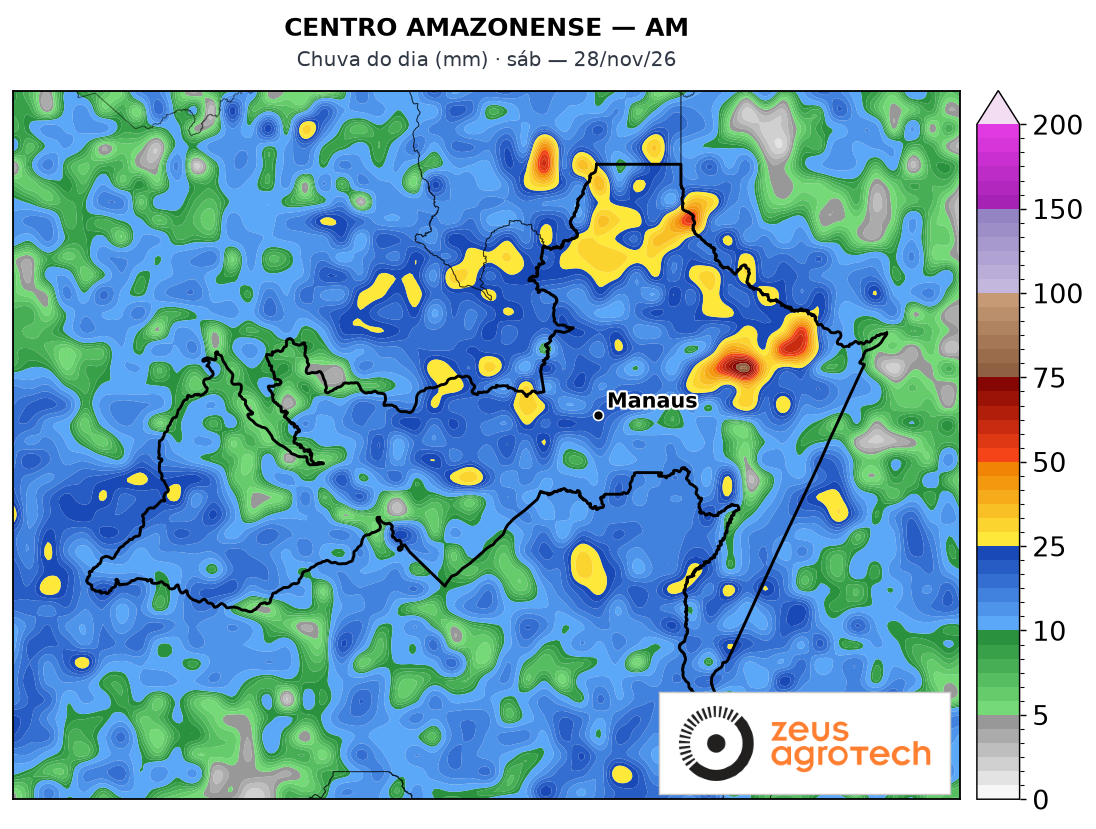 CENTRO AMAZONENSE — AM
Chuva do dia (mm) · sáb — 28/nov/26
200
150
100
75
50
25
10
5
0
Manaus
zeus
agrotech